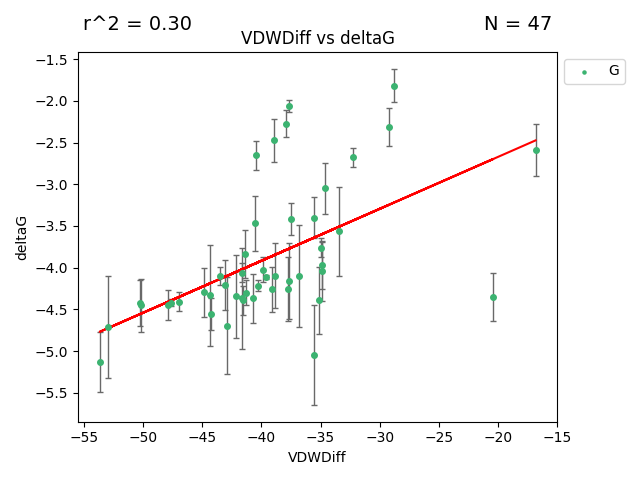 r^2 = 0.30
N = 47
VDWDiff vs deltaG
G
−1.5
−2.0
−2.5
−3.0
−3.5
−4.0
−4.5
−5.0
−5.5
deltaG
−55 −50 −45 −40 −35 −30 −25 −20 −15
VDWDiff